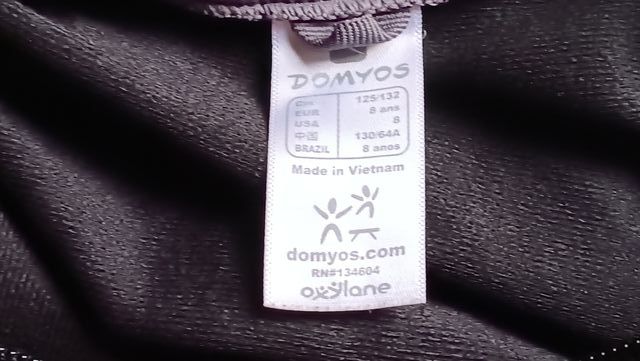 DOMYOS
cm 125/132
EUR 8 ans
USA 8
中国 130/64A
BRAZIL 8 anos
Made in Vietnam
domyos.com
RN#134604
oxylane